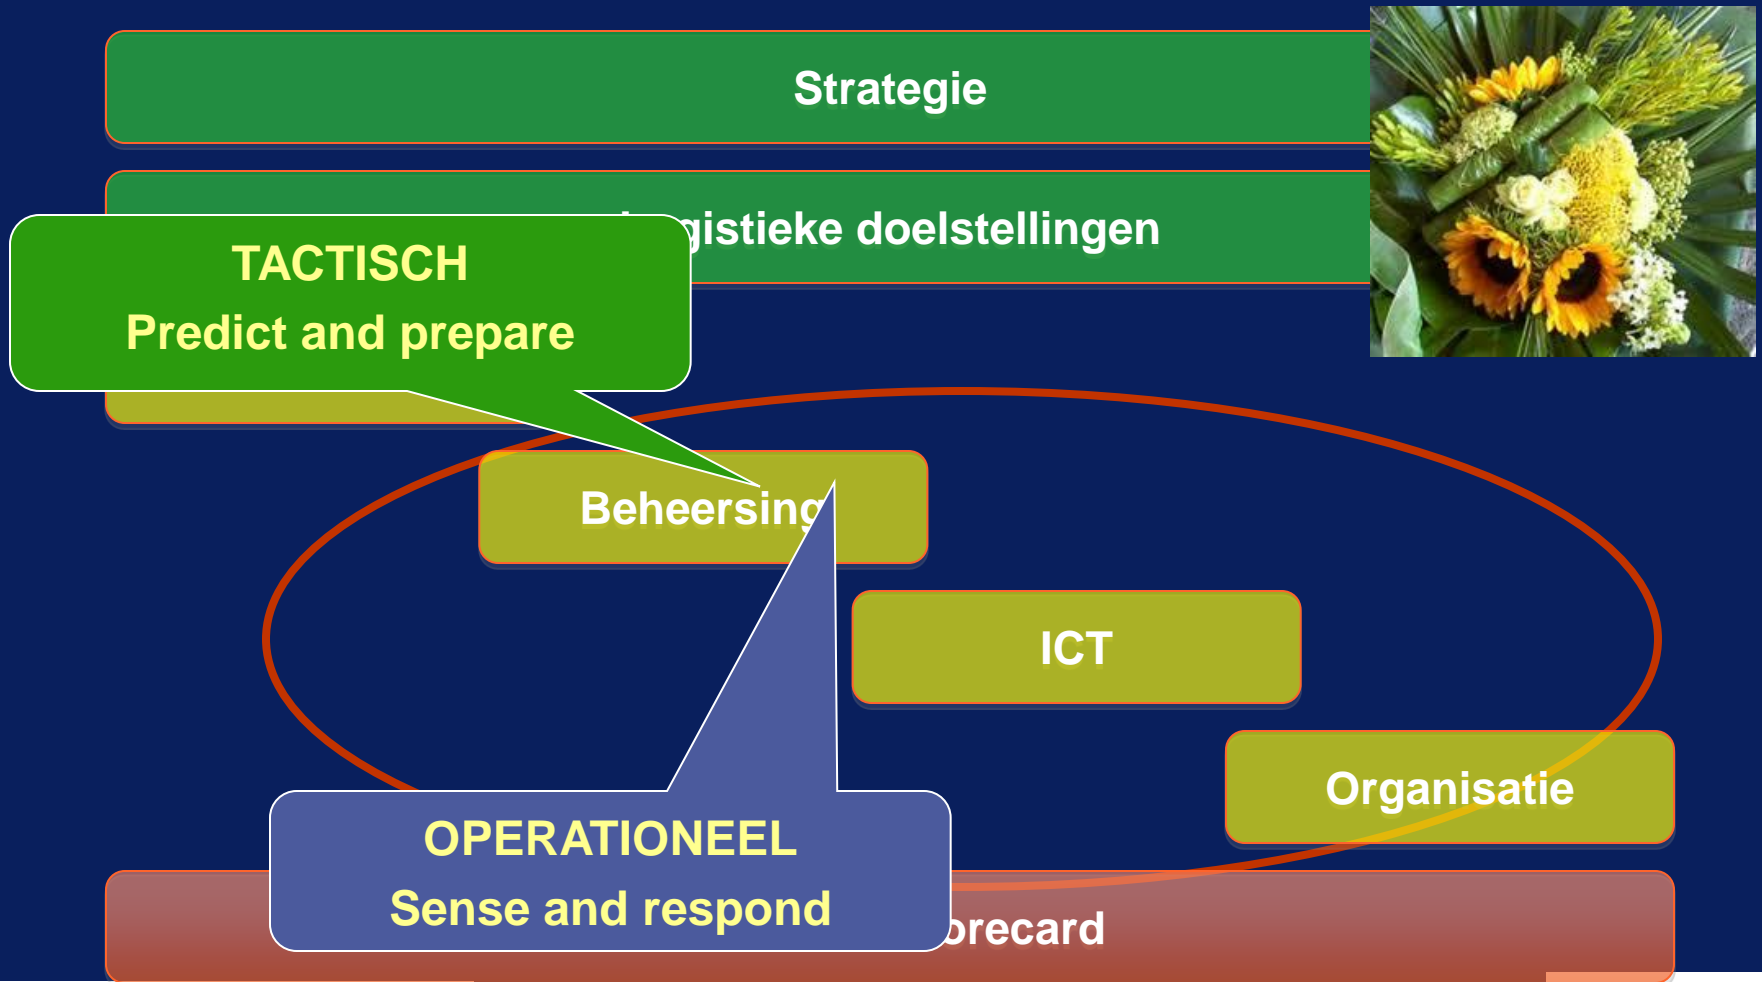 Strategie
gistieke doelstellingen
TACTISCH
Predict and prepare
Beheersing
ICT
Organisatie
OPERATIONEEL
Sense and respond
orecard